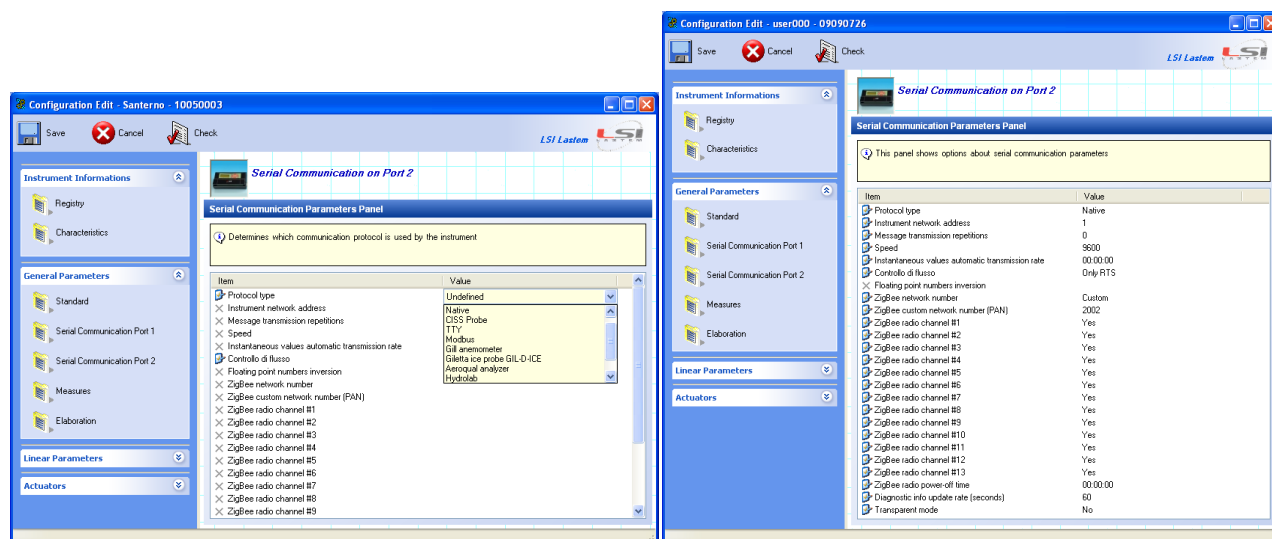 Configuration Edit - Santerno - 10050003
Save Cancel Check
LSI Lastem
LSI
LASTEM
Instrument Informations
Registry
Characteristics
General Parameters
Standard
Serial Communication Port 1
Serial Communication Port 2
Measures
Elaboration
Linear Parameters
Actuators
Serial Communication on Port 2
Serial Communication Parameters Panel
Determines which communication protocol is used by the instrument
Item Value
Protocol type Undefined
Instrument network address
Message transmission repetitions
Speed
Instantaneous values automatic transmission rate
Controllo di flusso
Floating point numbers inversion
ZigBee network number
ZigBee custom network number (PAN)
ZigBee radio channel #1
ZigBee radio channel #2
ZigBee radio channel #3
ZigBee radio channel #4
ZigBee radio channel #5
ZigBee radio channel #6
ZigBee radio channel #7
ZigBee radio channel #8
ZigBee radio channel #9
Native
CISS Probe
TTY
Modbus
Gill anemometer
Giletta ice probe GIL-D-ICE
Aeroqual analyzer
Hydrolab
Configuration Edit - user000 - 09090726
Save Cancel Check
LSI Lastem
LSI
LASTEM
Instrument Informations
Registry
Characteristics
General Parameters
Standard
Serial Communication Port 1
Serial Communication Port 2
Measures
Elaboration
Linear Parameters
Actuators
Serial Communication on Port 2
Serial Communication Parameters Panel
This panel shows options about serial communication parameters
Item Value
Protocol type Native
Instrument network address 1
Message transmission repetitions 0
Speed 9600
Instantaneous values automatic transmission rate 00:00:00
Controllo di flusso Only RTS
Floating point numbers inversion
ZigBee network number Custom
ZigBee custom network number (PAN) 2002
ZigBee radio channel #1 Yes
ZigBee radio channel #2 Yes
ZigBee radio channel #3 Yes
ZigBee radio channel #4 Yes
ZigBee radio channel #5 Yes
ZigBee radio channel #6 Yes
ZigBee radio channel #7 Yes
ZigBee radio channel #8 Yes
ZigBee radio channel #9 Yes
ZigBee radio channel #10 Yes
ZigBee radio channel #11 Yes
ZigBee radio channel #12 Yes
ZigBee radio channel #13 Yes
ZigBee radio power-off time 00:00:00
Diagnostic info update rate (seconds) 60
Transparent mode No